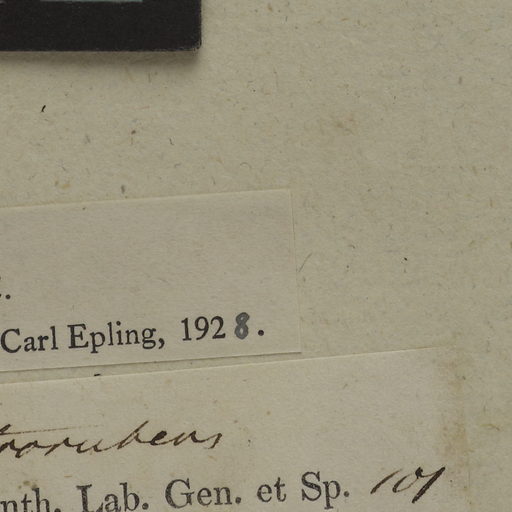 Carl Epling, 1928.
nth. Lab. Gen. et Sp. 101